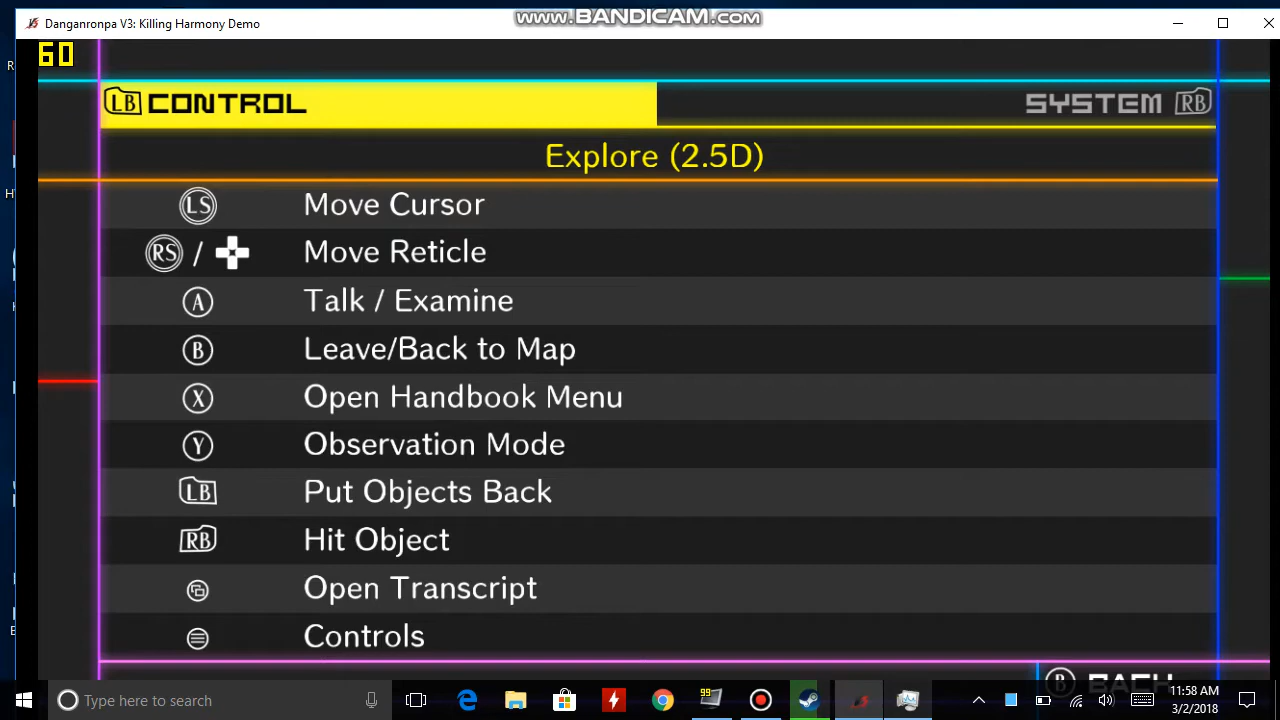 Danganronpa V3: Killing Harmony Demo
www.BANDICAM.com
60
LB CONTROL
SYSTEM RB
Explore (2.5D)
LS Move Cursor
RS / Move Reticle
A Talk / Examine
B Leave/Back to Map
X Open Handbook Menu
Y Observation Mode
LB Put Objects Back
RB Hit Object
Open Transcript
Controls
B BACK
Type here to search
99
11:58 AM
3/2/2018